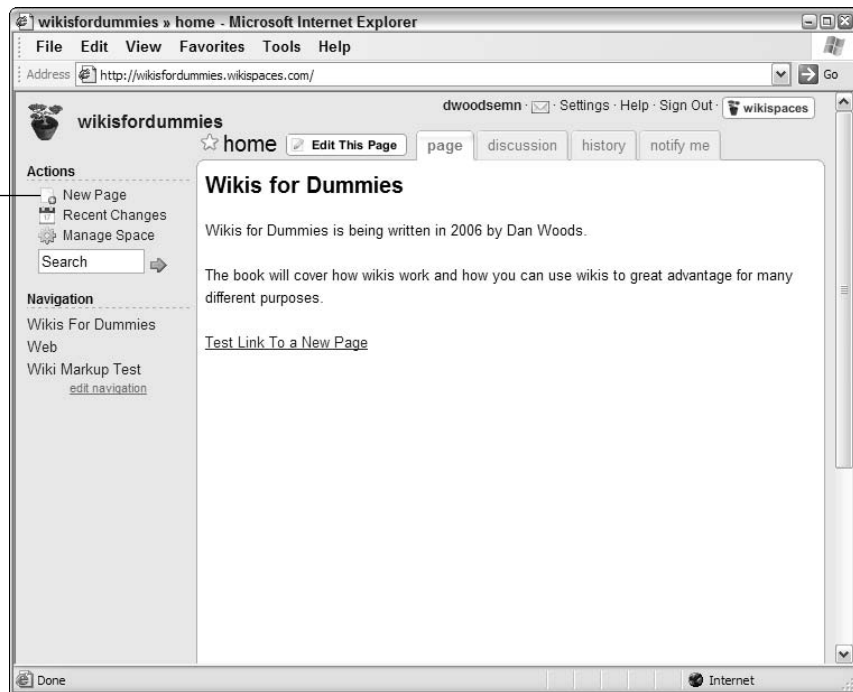 wikisfordummies » home - Microsoft Internet Explorer
File Edit View Favorites Tools Help
Address http://wikisfordummies.wikispaces.com/ Go
dwoodsemn · Settings · Help · Sign Out · wikispaces
wikisfordummies
home Edit This Page page discussion history notify me
Actions
New Page
Recent Changes
Manage Space
Search
Navigation
Wikis For Dummies
Web
Wiki Markup Test
edit navigation
Wikis for Dummies
Wikis for Dummies is being written in 2006 by Dan Woods.
The book will cover how wikis work and how you can use wikis to great advantage for many
different purposes.
Test Link To a New Page
Done Internet